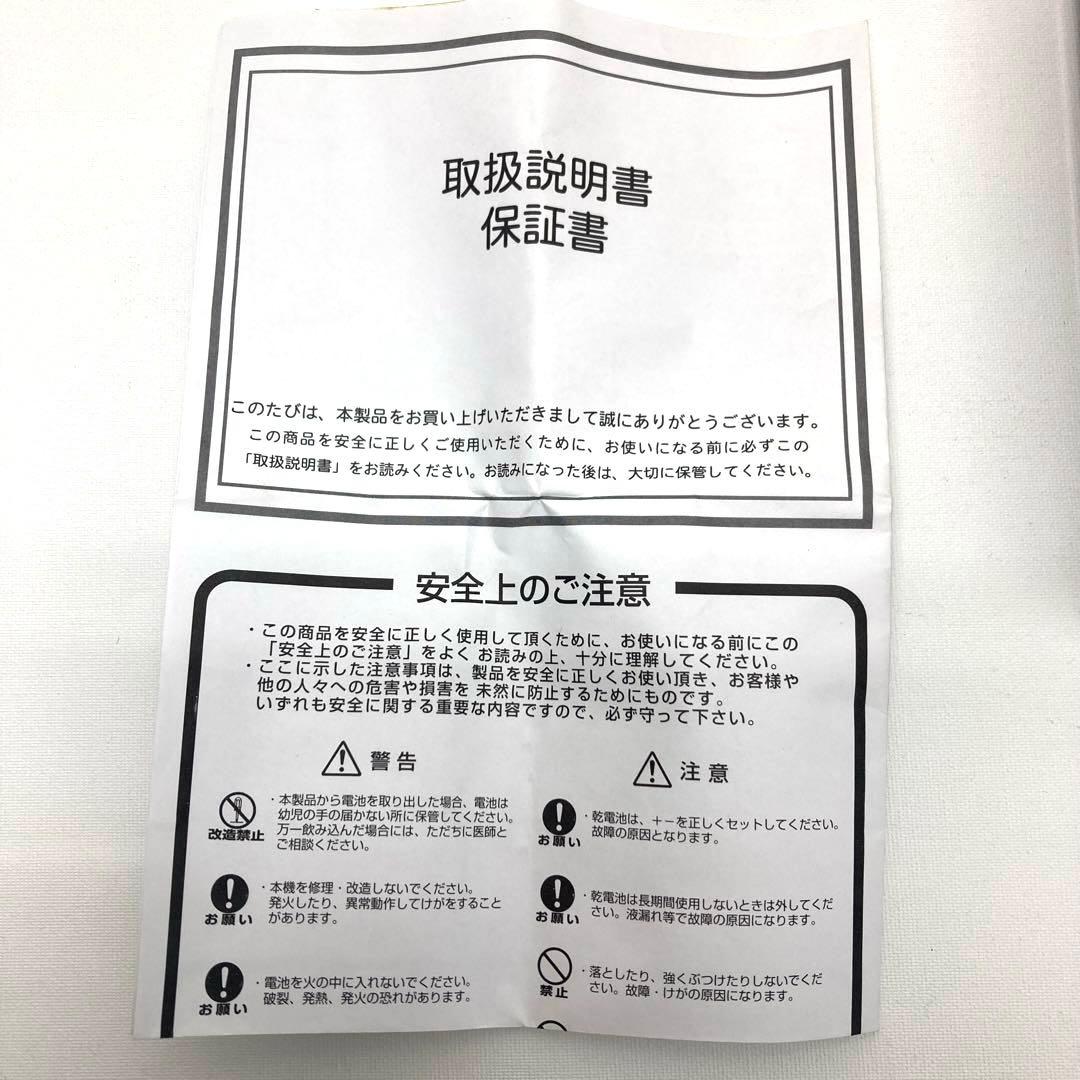 取扱説明書
保証書
このたびは、本製品をお買い上げいただきまして誠にありがとうございます。
この商品を安全に正しくご使用いただくために、お使いになる前に必ずこの
「取扱説明書」をお読みください。お読みになった後は、大切に保管してください。
安全上のご注意
・この商品を安全に正しく使用して頂くために、お使いになる前にこの
「安全上のご注意」をよく お読みの上、十分に理解してください。
・ここに示した注意事項は、製品を安全に正しくお使い頂き、お客様や
他の人々への危害や損害を 未然に防止するためにものです。
いずれも安全に関する重要な内容ですので、必ず守って下さい。
警告
改造禁止
・本製品から電池を取り出した場合、電池は
幼児の手の届かない所に保管してください。
万一飲み込んだ場合には、ただちに医師と
ご相談ください。
お願い
・本機を修理・改造しないでください。
発火したり、異常動作してけがをすること
があります。
お願い
・電池を火の中に入れないでください。
破裂、発熱、発火の恐れがあります。
注意
お願い
・乾電池は、＋－を正しくセットしてください。
故障の原因となります。
お願い
・乾電池は長期間使用しないときは外してくだ
さい。液漏れ等で故障の原因になります。
禁止
・落としたり、強くぶつけたりしないでくだ
さい。故障・けがの原因になります。